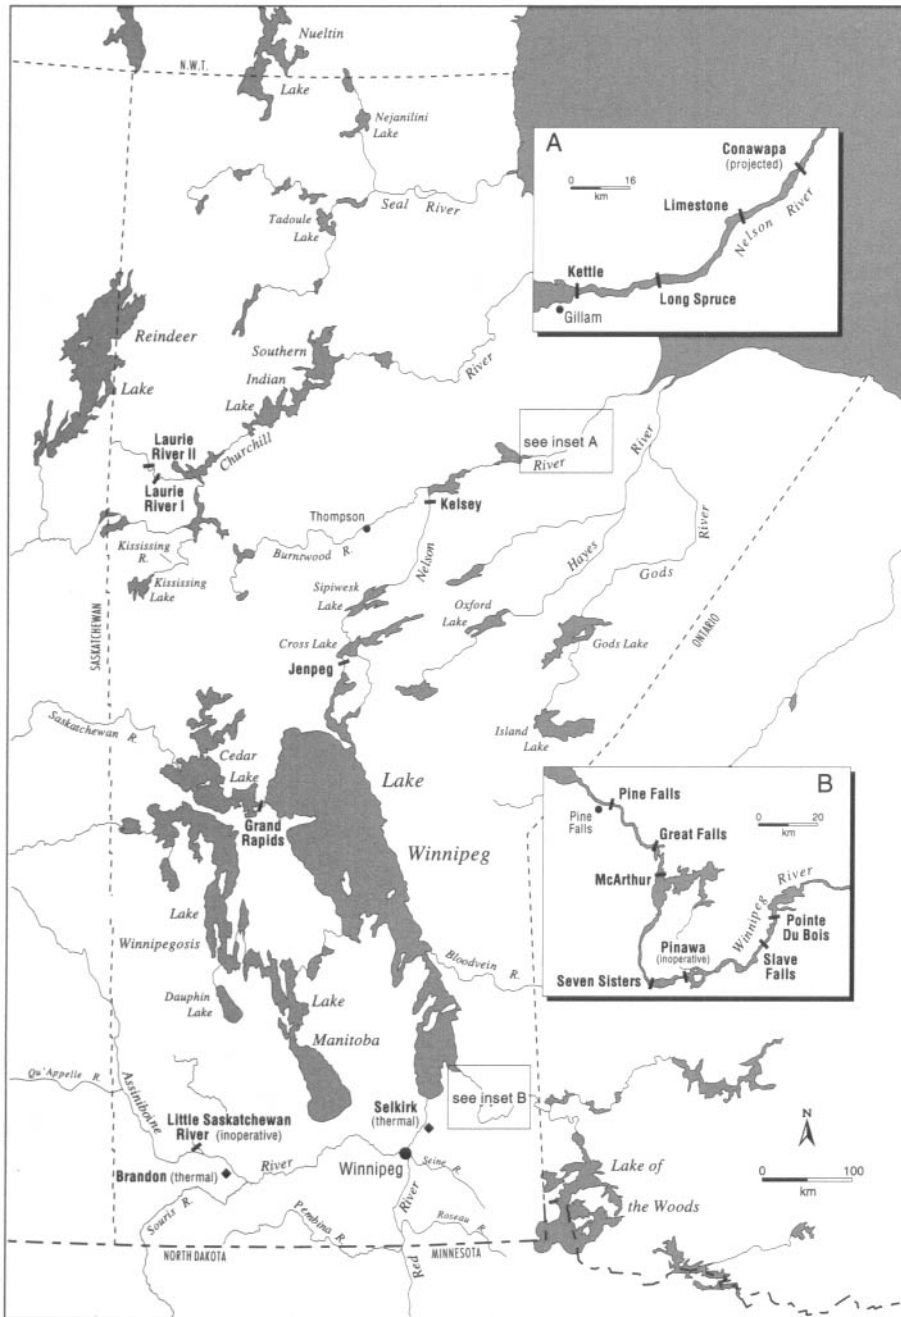 Nueltin
Lake
N.W.T.
Nejanilini
Lake
Seal River
Tadoule
Lake
A
0 16
km
Conawapa
(projected)
Limestone
Nelson River
Kettle
Long Spruce
Gillam
Reindeer
Lake
Southern
Indian
Lake
River
Churchill
Laurie
River II
Laurie
River I
see inset A
River
River
Kelsey
Thompson
Burntwood R.
Nelson
Kississing
R.
Kississing
Lake
Hayes
River
Gods
Sipiwesk
Lake
Oxford
Lake
Cross Lake
Jenpeg
Gods Lake
Island
Lake
SASKATCHEWAN
ONTARIO
Saskatchewan R.
Cedar
Lake
Grand
Rapids
Lake
Winnipeg
B
Pine Falls
Pine
Falls
0 20
km
Great Falls
McArthur
Winnipeg River
Pointe
Du Bois
Pinawa
(inoperative)
Slave
Falls
Seven Sisters
Lake
Winnipegosis
Bloodvein R.
Dauphin
Lake
Lake
Manitoba
Qu'Appelle R.
Assiniboine
River
Little Saskatchewan
River (inoperative)
Selkirk
(thermal)
see inset B
Brandon (thermal)
Winnipeg
Seine R.
Souris R.
Pembina R.
River
Red
Roseau R.
NORTH DAKOTA
MINNESOTA
Lake of
the Woods
N
0 100
km